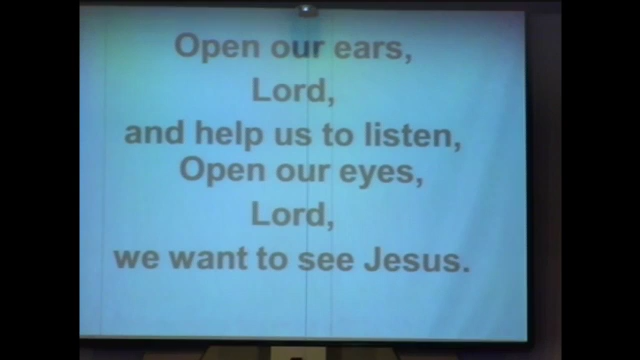 Open our ears,
Lord,
and help us to listen,
Open our eyes,
Lord,
we want to see Jesus.